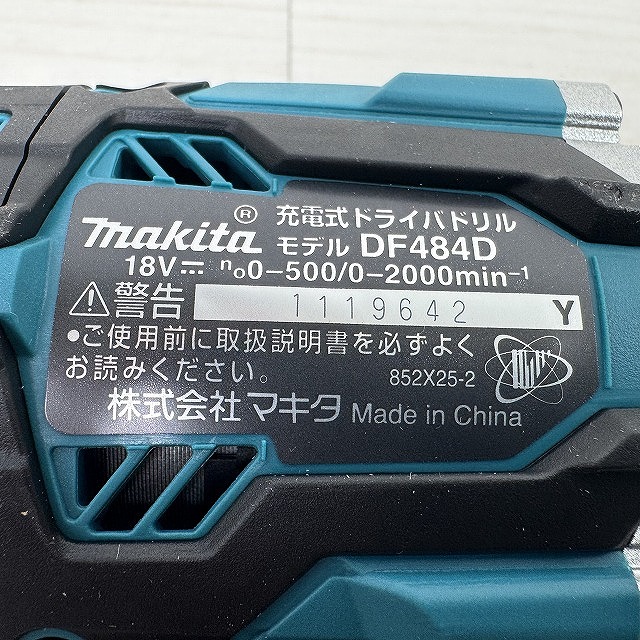 makita® 充電式ドライバドリル
モデル DF484D
18V⎓ n₀0-500/0-2000min⁻¹
⚠警告 1119642 Y
●ご使用前に取扱説明書を必ずよく
お読みください。 852X25-2
株式会社マキタ Made in China